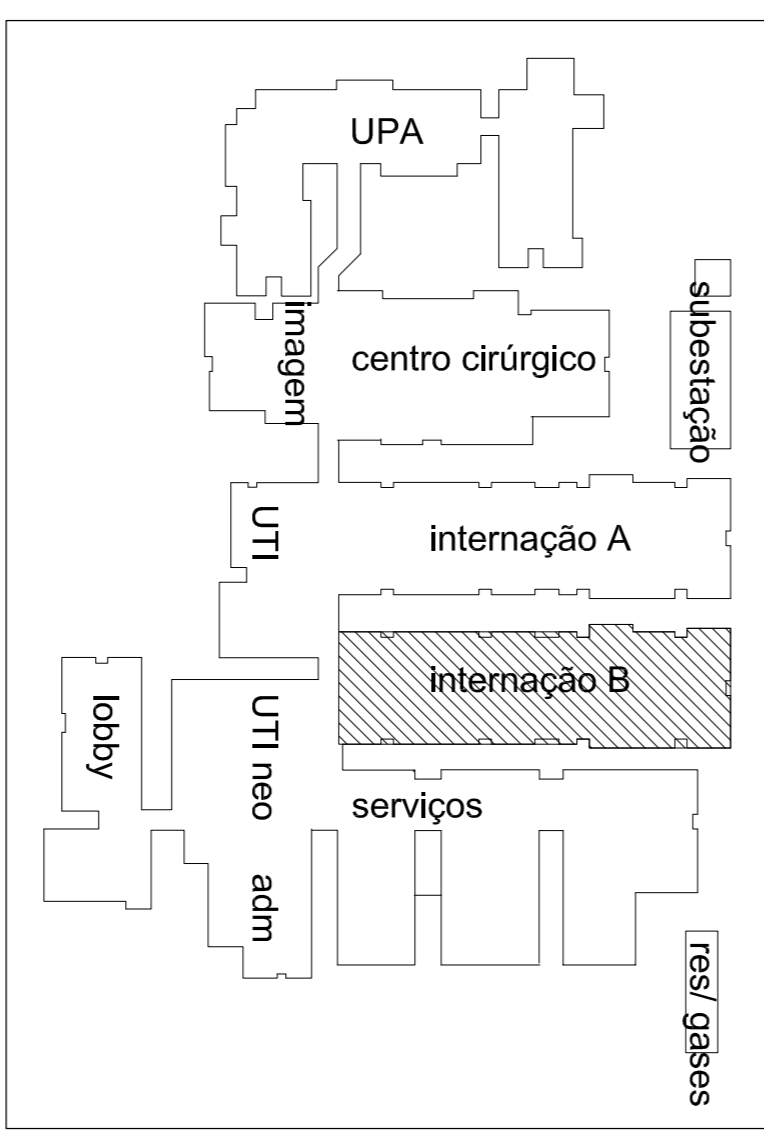 UPA
subestação
imagem
centro cirúrgico
UTI
internação A
internação B
lobby
UTI neo
serviços
adm
res/ gases